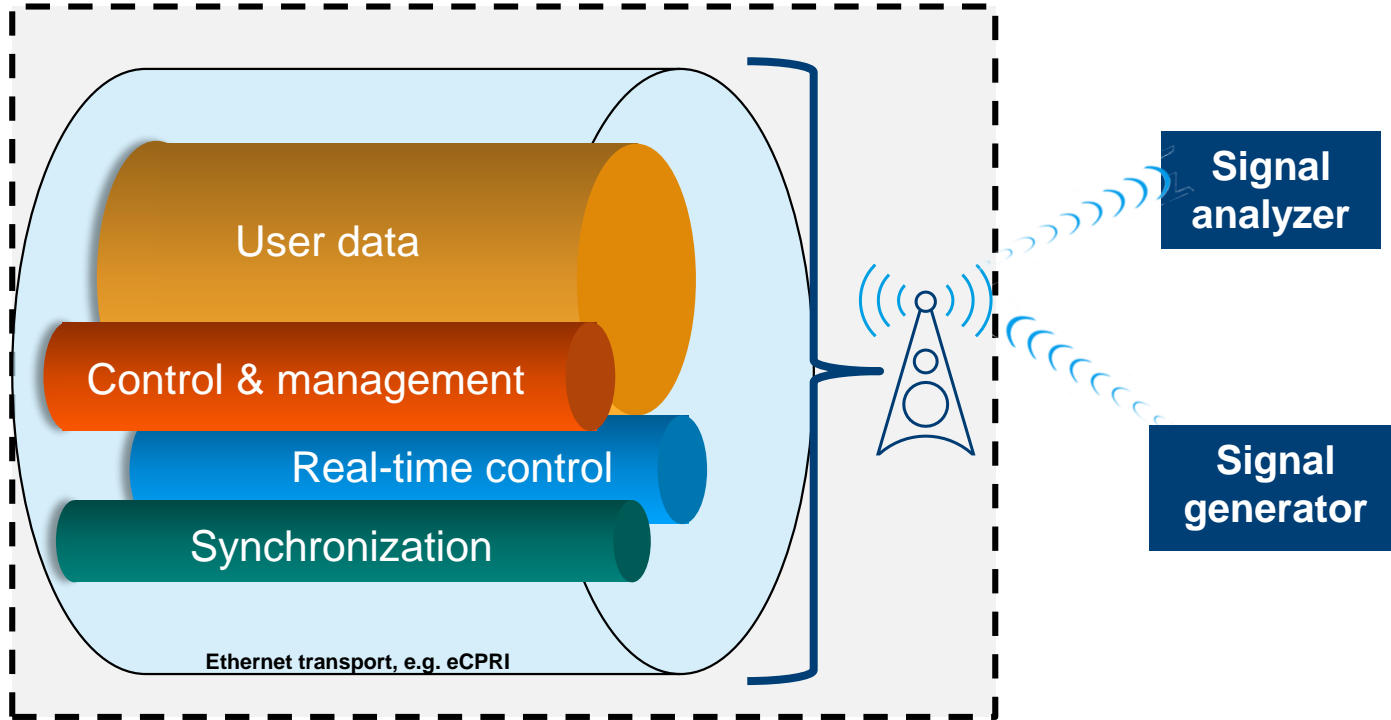 User data
Control & management
Real-time control
Synchronization
Ethernet transport, e.g. eCPRI
Signal
analyzer
Signal
generator